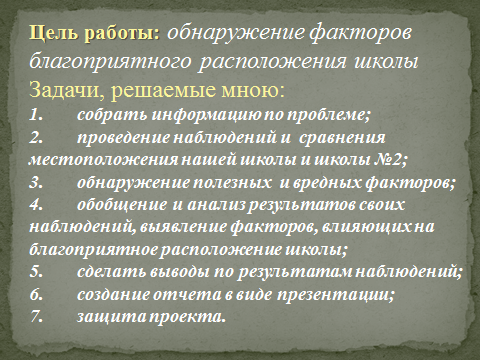 Цель работы: обнаружение факторов
благоприятного расположения школы
Задачи, решаемые мною:
1. собрать информацию по проблеме;
2. проведение наблюдений и сравнения
местоположения нашей школы и школы №2;
3. обнаружение полезных и вредных факторов;
4. обобщение и анализ результатов своих
наблюдений, выявление факторов, влияющих на
благоприятное расположение школы;
5. сделать выводы по результатам наблюдений;
6. создание отчета в виде презентации;
7. защита проекта.